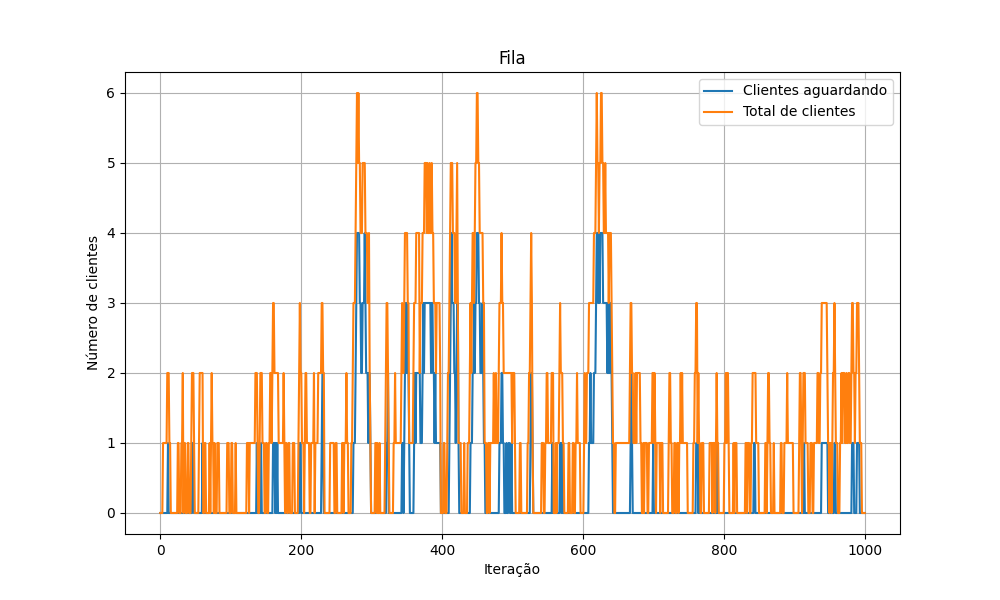 Fila
Clientes aguardando
Total de clientes
Número de clientes
6
5
4
3
2
1
0
0 200 400 600 800 1000
Iteração